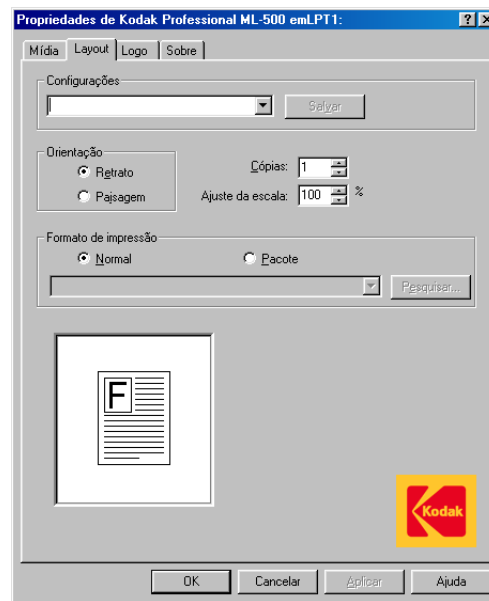 Propriedades de Kodak Professional ML-500 emLPT1:
Mídia Layout Logo Sobre
Configurações
Salvar
Orientação
Retrato
Paisagem
Cópias: 1
Ajuste da escala: 100 %
Formato de impressão
Normal Pacote
Pesquisar...
F
Kodak
OK Cancelar Aplicar Ajuda